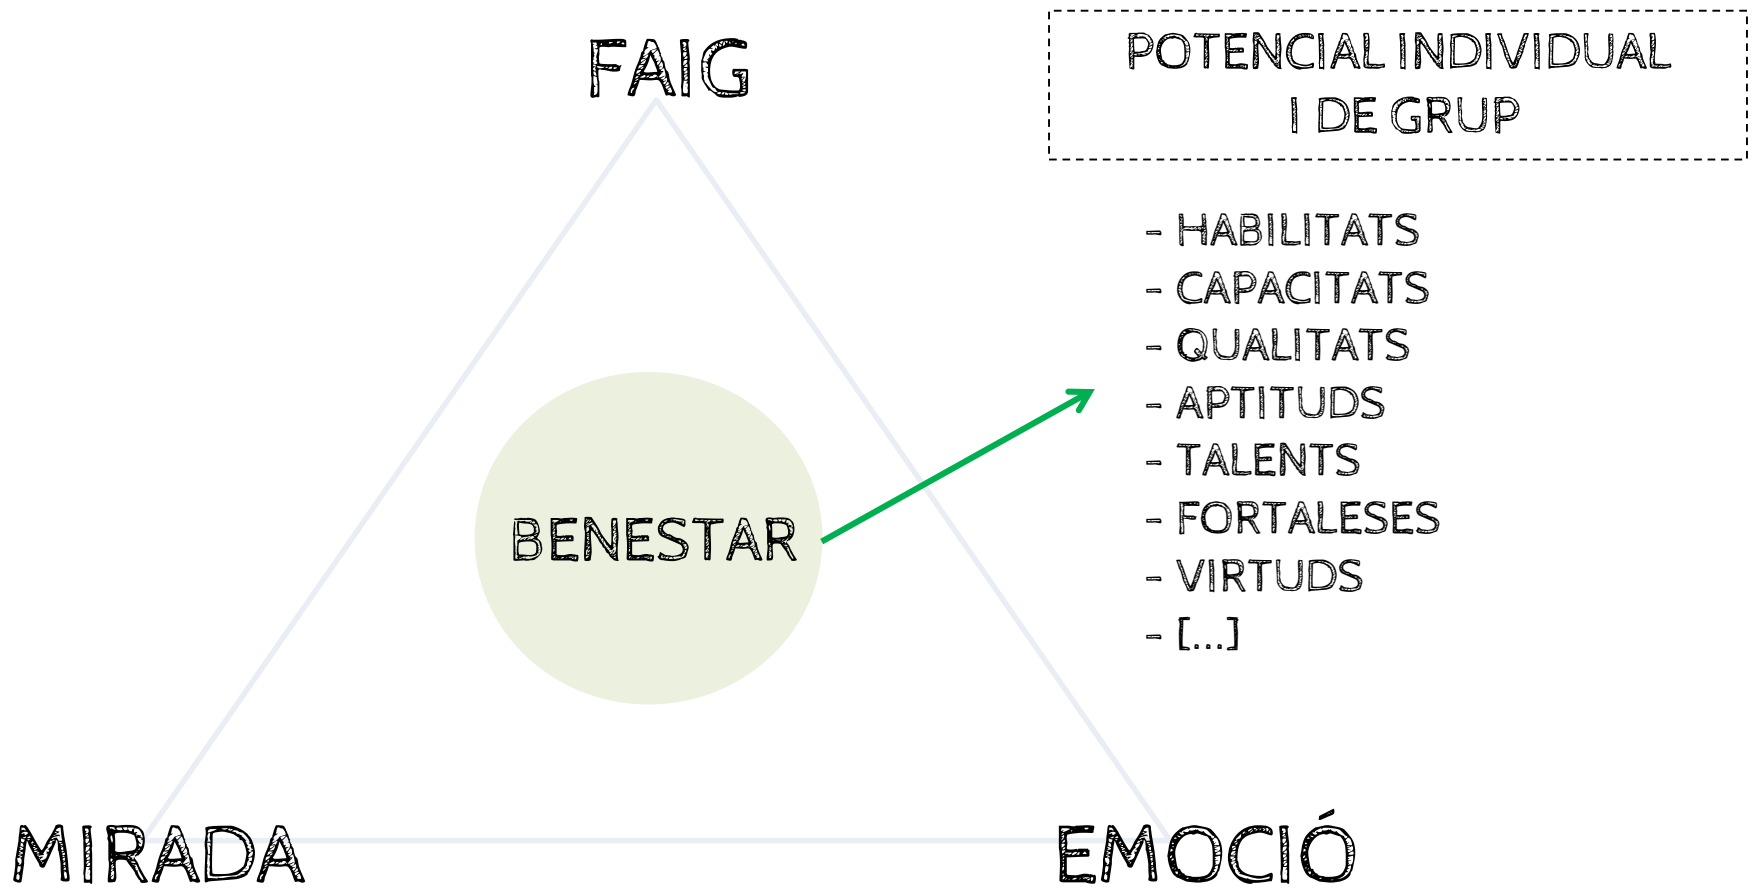 FAIG
POTENCIAL INDIVIDUAL
I DE GRUP
- HABILITATS
- CAPACITATS
- QUALITATS
- APTITUDS
- TALENTS
- FORTALESES
- VIRTUDS
- [...]
BENESTAR
MIRADA
EMOCIÓ